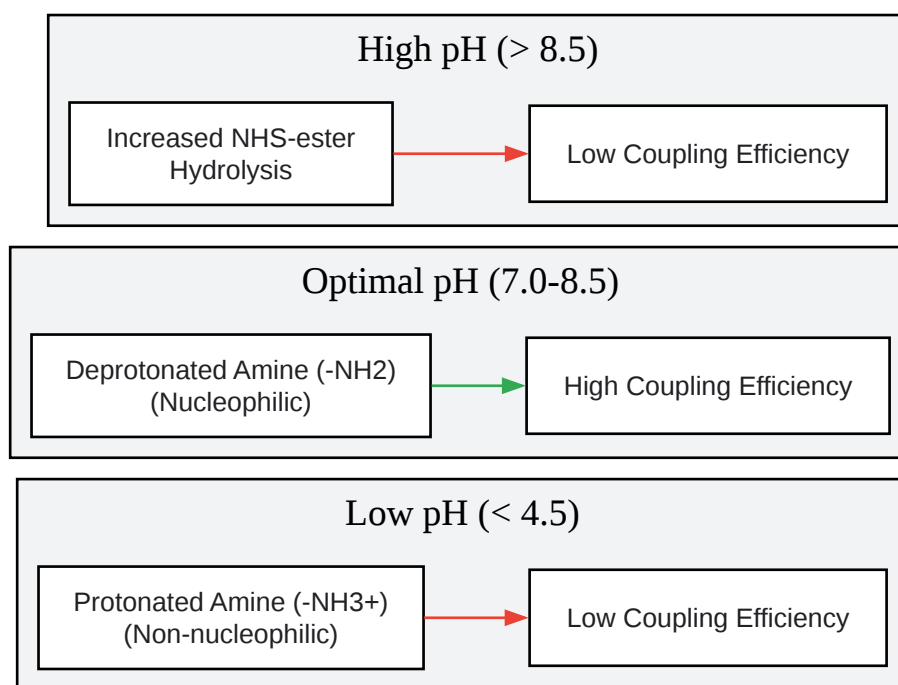 High pH (> 8.5)
Increased NHS-ester
Hydrolysis
Low Coupling Efficiency
Optimal pH (7.0-8.5)
Deprotonated Amine (-NH2)
(Nucleophilic)
High Coupling Efficiency
Low pH (< 4.5)
Protonated Amine (-NH3+)
(Non-nucleophilic)
Low Coupling Efficiency